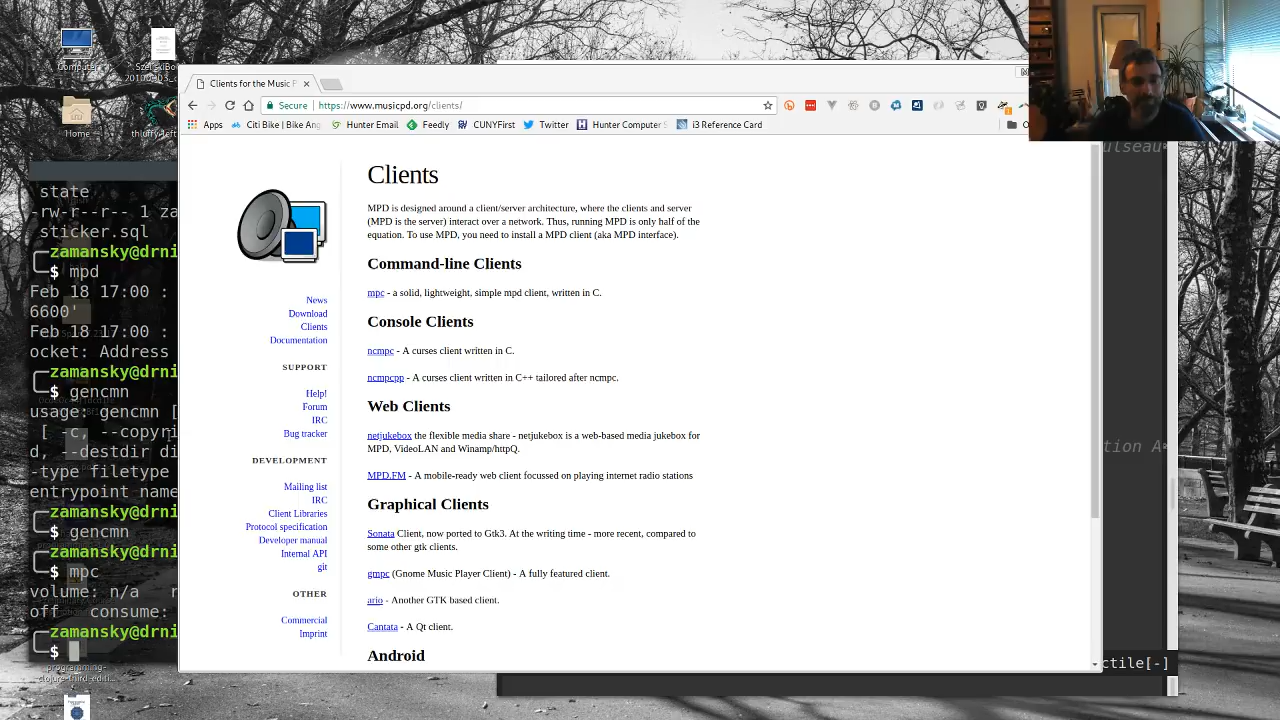 Computer
Home
Clients for the Music P
Secure
https://www.musicpd.org/clients/
Apps
Citi Bike | Bike Ang
Hunter Email
Feedly
CUNYFirst
Twitter
Hunter Computer S
i3 Reference Card
state
-rw-r--r-- 1 za
sticker.sql
zamansky@drni
$ mpd
Feb 18 17:00 :
6600'
Feb 18 17:00 :
ocket: Address
zamansky@drni
$ gencmn
usage: gencmn [
[ -c, --copyri
d, --destdir di
-type filetype
entrypoint name
zamansky@drni
$ gencmn
zamansky@drni
$ mpc
volume: n/a r
off consume:
zamansky@drni
$
programming-
clojure-third-editi...
News
Download
Clients
Documentation
SUPPORT
Help!
Forum
IRC
Bug tracker
DEVELOPMENT
Mailing list
IRC
Client Libraries
Protocol specification
Developer manual
Internal API
git
OTHER
Commercial
Imprint
Clients
MPD is designed around a client/server architecture, where the clients and server
(MPD is the server) interact over a network. Thus, running MPD is only half of the
equation. To use MPD, you need to install a MPD client (aka MPD interface).
Command-line Clients
mpc - a solid, lightweight, simple mpd client, written in C.
Console Clients
ncmpc - A curses client written in C.
ncmpcpp - A curses client written in C++ tailored after ncmpc.
Web Clients
netjukebox the flexible media share - netjukebox is a web-based media jukebox for
MPD, VideoLAN and Winamp/httpQ.
MPD.FM - A mobile-ready web client focussed on playing internet radio stations
Graphical Clients
Sonata Client, now ported to Gtk3. At the writing time - more recent, compared to
some other gtk clients.
gmpc (Gnome Music Player Client) - A fully featured client.
ario - Another GTK based client.
Cantata - A Qt client.
Android
ulseau
tion A
ctile[-]